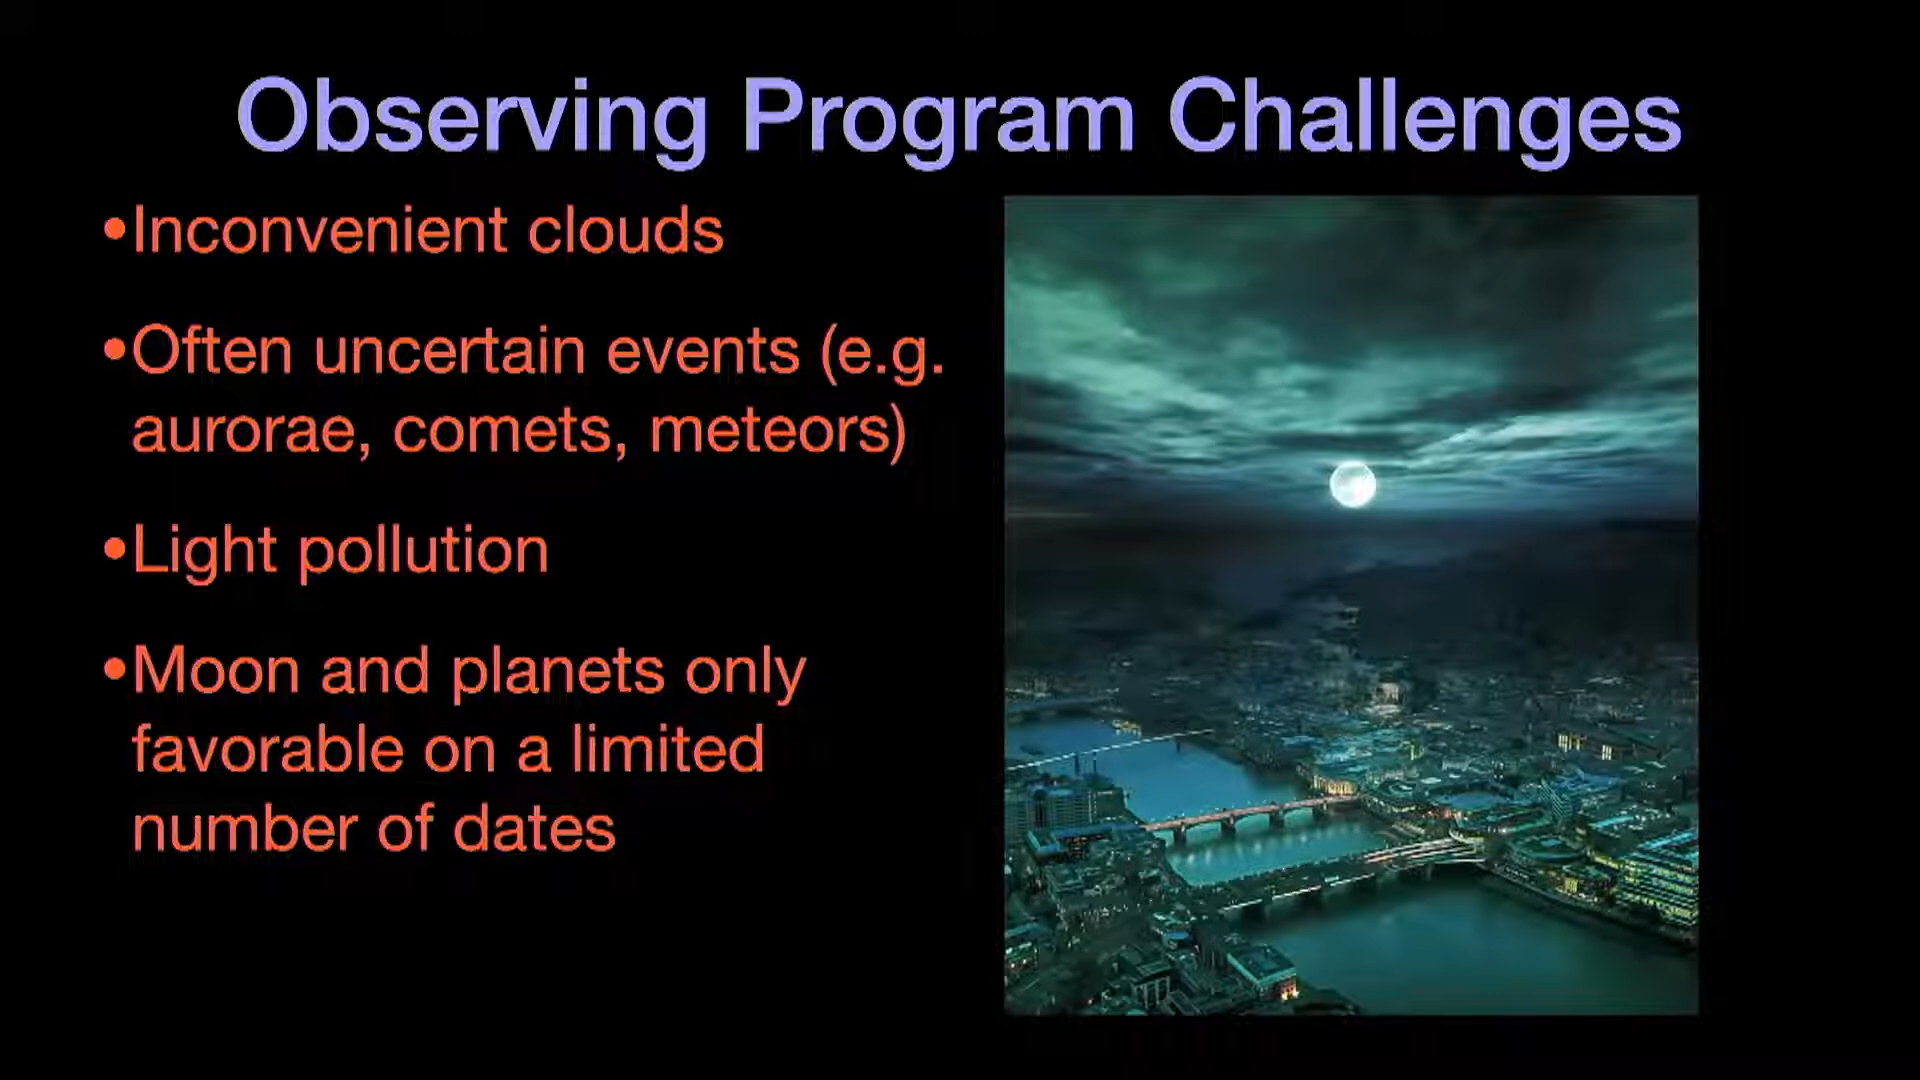 Observing Program Challenges
•Inconvenient clouds
•Often uncertain events (e.g.
aurorae, comets, meteors)
•Light pollution
•Moon and planets only
favorable on a limited
number of dates